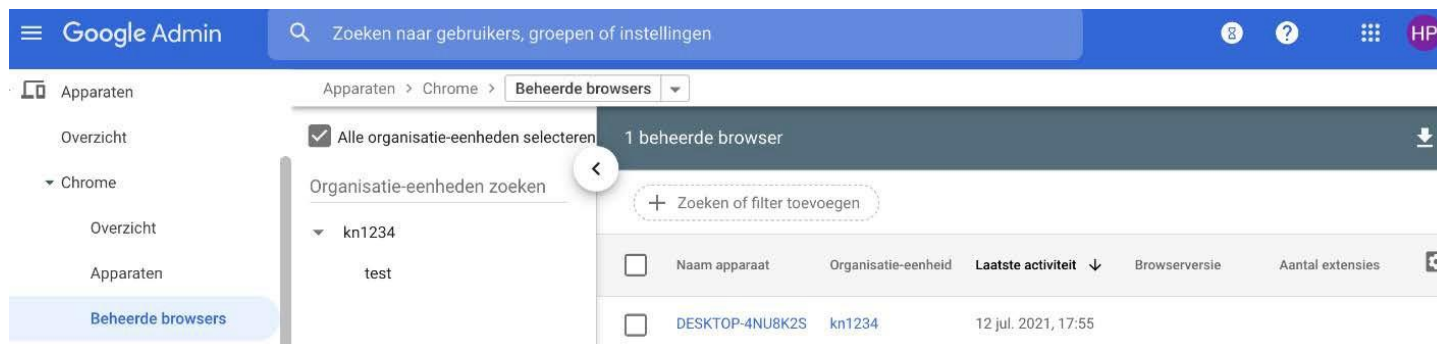 Google Admin
Zoeken naar gebruikers, groepen of instellingen
HP
Apparaten
Overzicht
Chrome
Overzicht
Apparaten
Beheerde browsers
Apparaten > Chrome > Beheerde browsers
Alle organisatie-eenheden selecteren
Organisatie-eenheden zoeken
kn1234
test
1 beheerde browser
Zoeken of filter toevoegen
Naam apparaat Organisatie-eenheid Laatste activiteit Browserversie Aantal extensies
DESKTOP-4NU8K2S kn1234 12 jul. 2021, 17:55